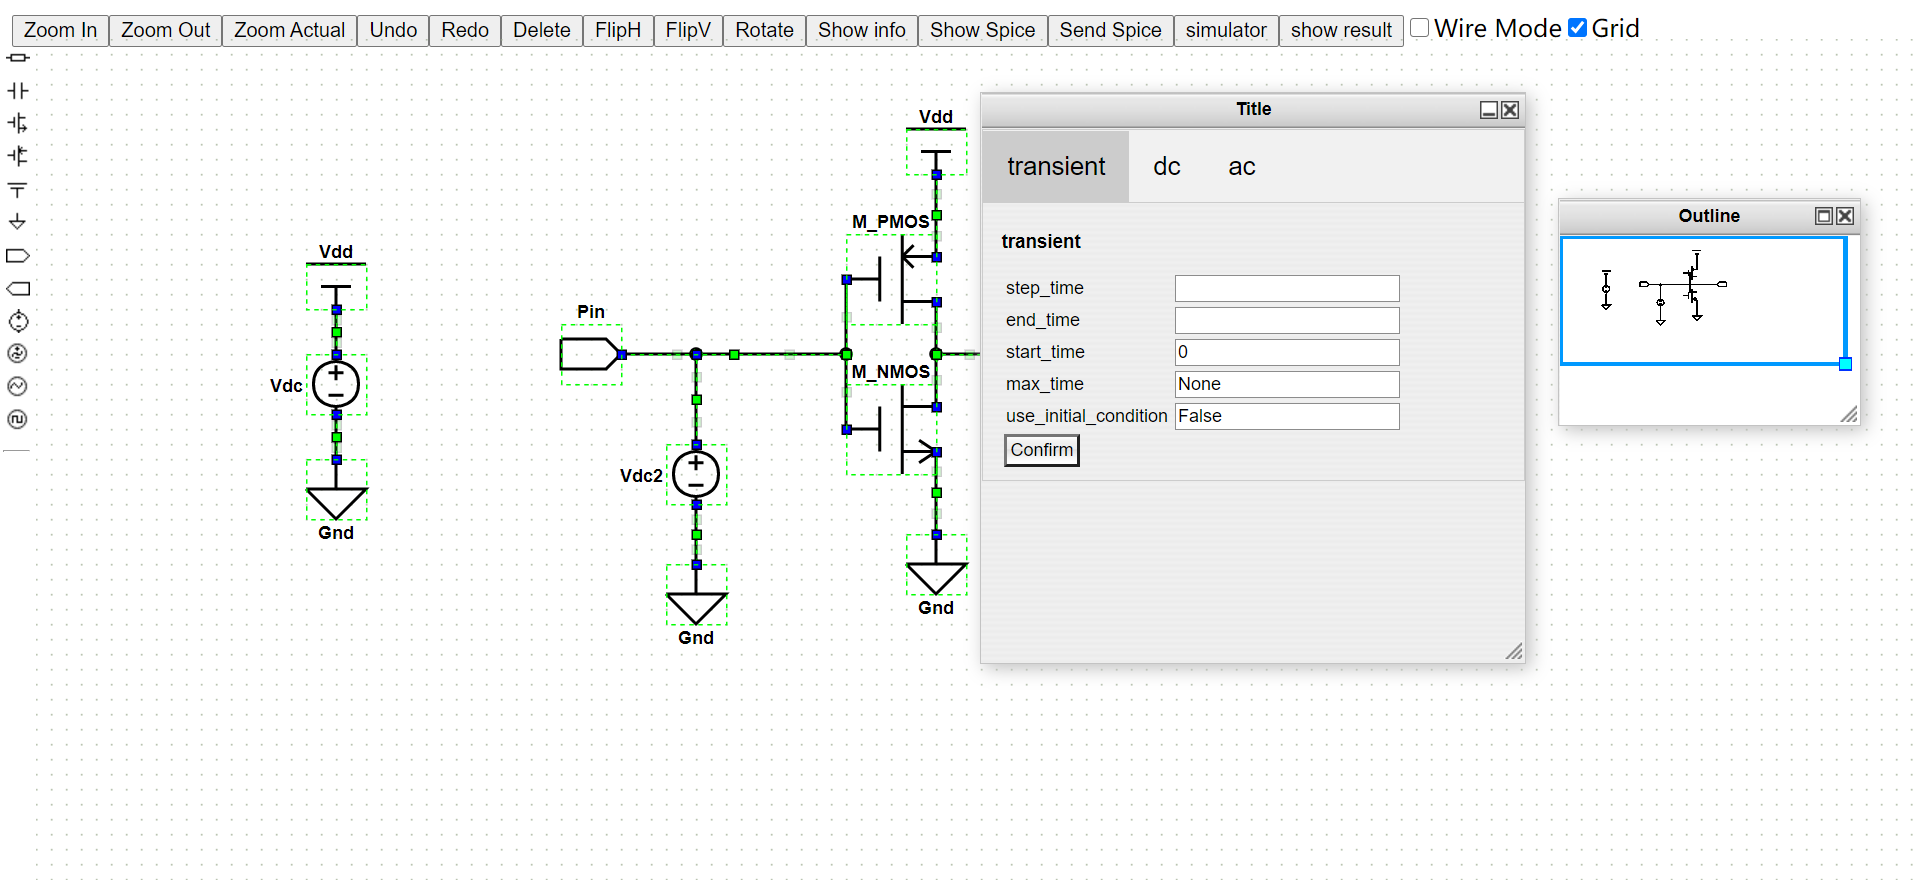 Zoom In Zoom Out Zoom Actual Undo Redo Delete FlipH FlipV Rotate Show info Show Spice Send Spice simulator show result Wire Mode Grid
Vdd
Title
transient dc ac
M_PMOS
Outline
transient
Vdd
step_time
Pin
end_time
start_time 0
M_NMOS
Vdc
max_time None
use_initial_condition False
Confirm
Vdc2
Gnd
Gnd
Gnd